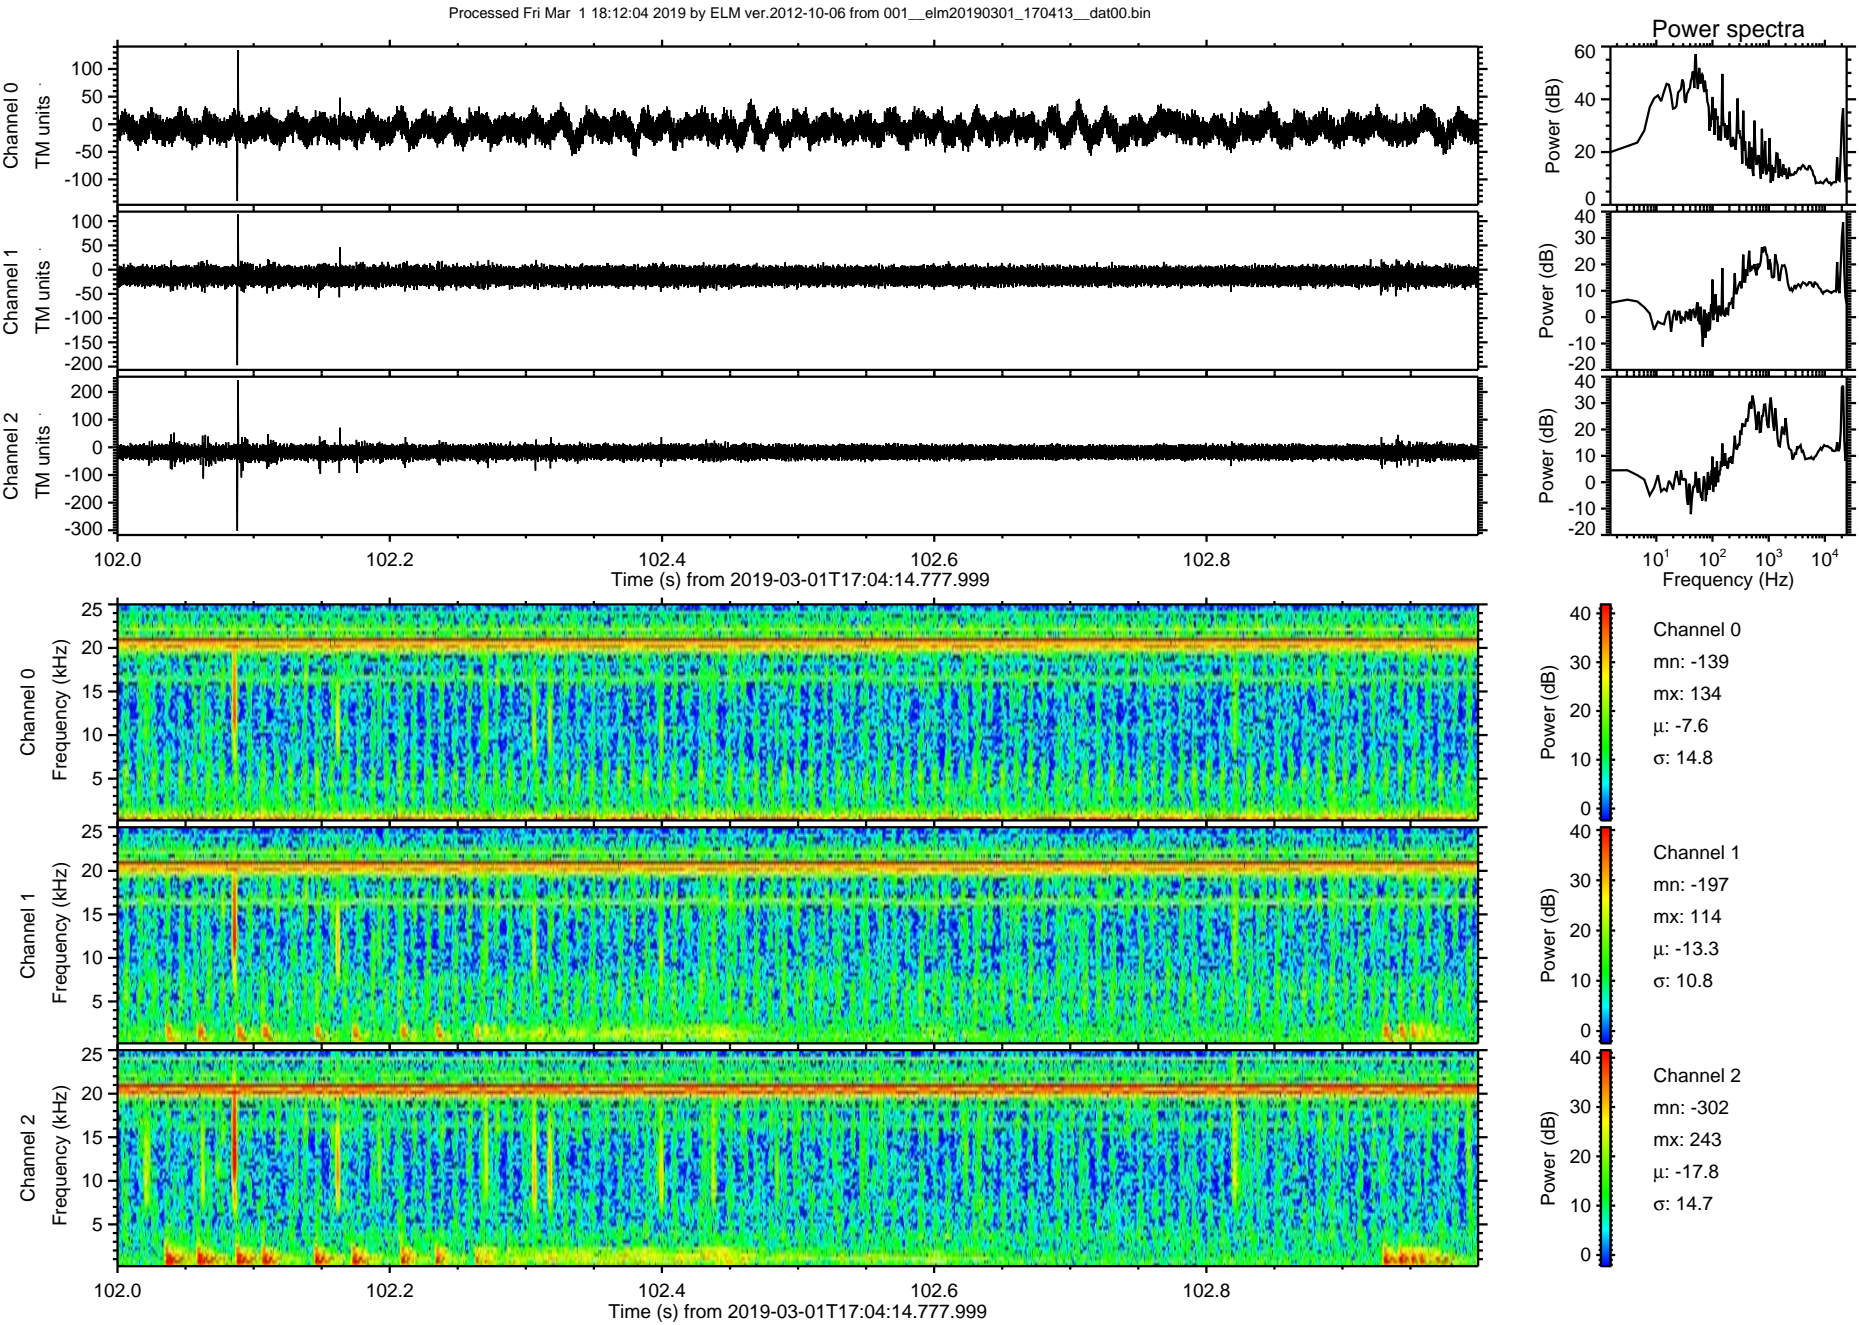 Processed Fri Mar  1 18:12:04 2019 by ELM ver.2012-10-06 from 001__elm20190301_170413__dat00.bin
Power spectra
Channel 0
TM units
100
50
0
-50
-100
Power (dB)
60
40
20
0
Channel 1
TM units
100
50
0
-50
-100
-150
-200
Power (dB)
40
30
20
10
0
-10
-20
Channel 2
TM units
200
100
0
-100
-200
-300
Power (dB)
40
30
20
10
0
-10
-20
102.0
102.2
102.4
102.6
102.8
Time (s) from 2019-03-01T17:04:14.777.999
10¹
10²
10³
10⁴
Frequency (Hz)
Channel 0
Frequency (kHz)
25
20
15
10
5
Power (dB)
40
30
20
10
0
Channel 0
mn: -139
mx: 134
μ: -7.6
σ: 14.8
Channel 1
Frequency (kHz)
25
20
15
10
5
Power (dB)
40
30
20
10
0
Channel 1
mn: -197
mx: 114
μ: -13.3
σ: 10.8
Channel 2
Frequency (kHz)
25
20
15
10
5
Power (dB)
40
30
20
10
0
Channel 2
mn: -302
mx: 243
μ: -17.8
σ: 14.7
102.0
102.2
102.4
102.6
102.8
Time (s) from 2019-03-01T17:04:14.777.999